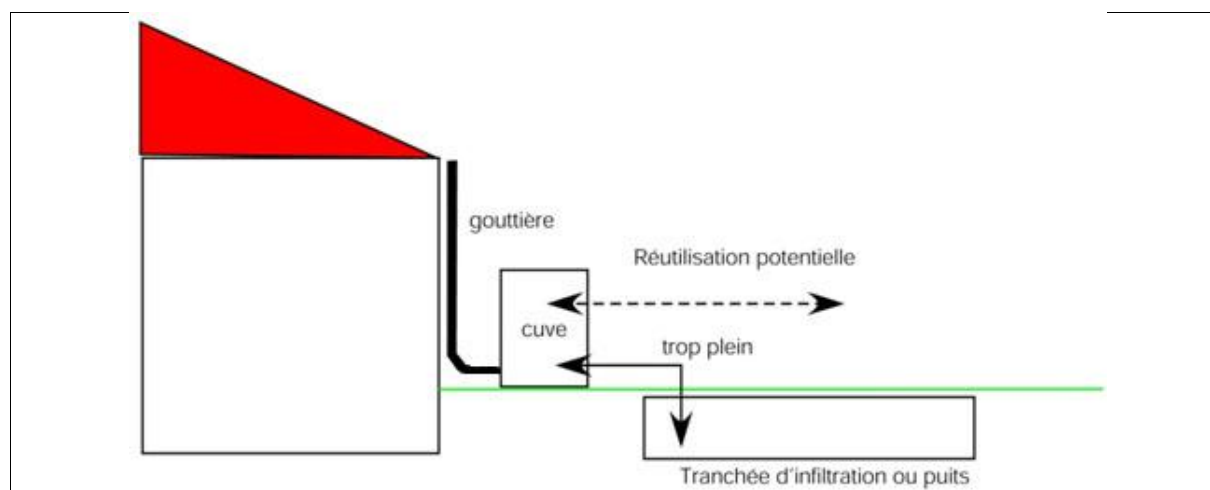 gouttière
Réutilisation potentielle
cuve
trop plein
Tranchée d'infiltration ou puits